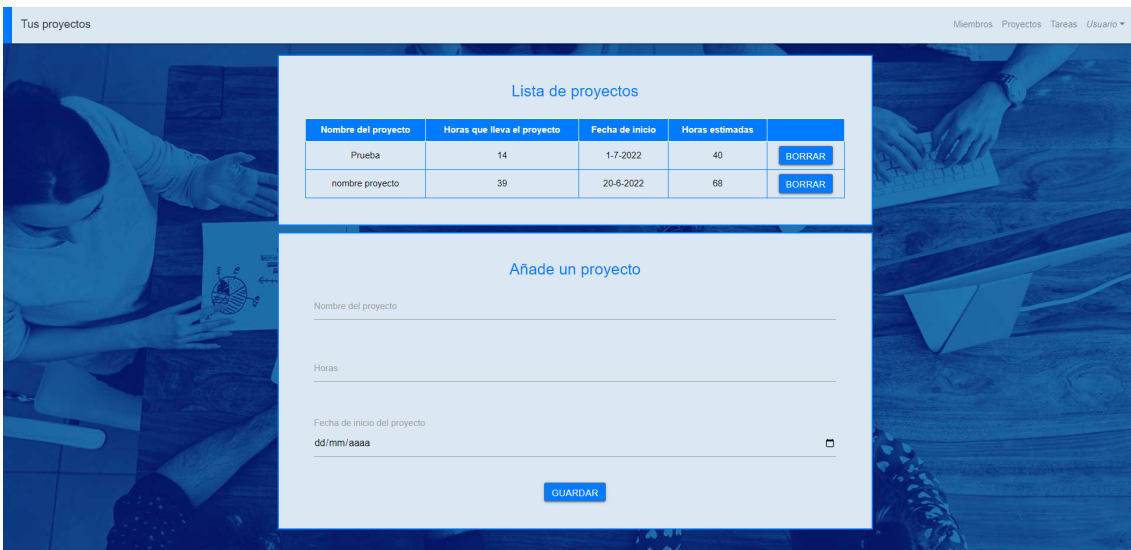 Tus proyectos
Miembros Proyectos Tareas Usuario
Lista de proyectos
Nombre del proyecto Horas que lleva el proyecto Fecha de inicio Horas estimadas
Prueba 14 1-7-2022 40 BORRAR
nombre proyecto 39 20-6-2022 68 BORRAR
Añade un proyecto
Nombre del proyecto
Horas
Fecha de inicio del proyecto
dd/mm/aaaa
GUARDAR